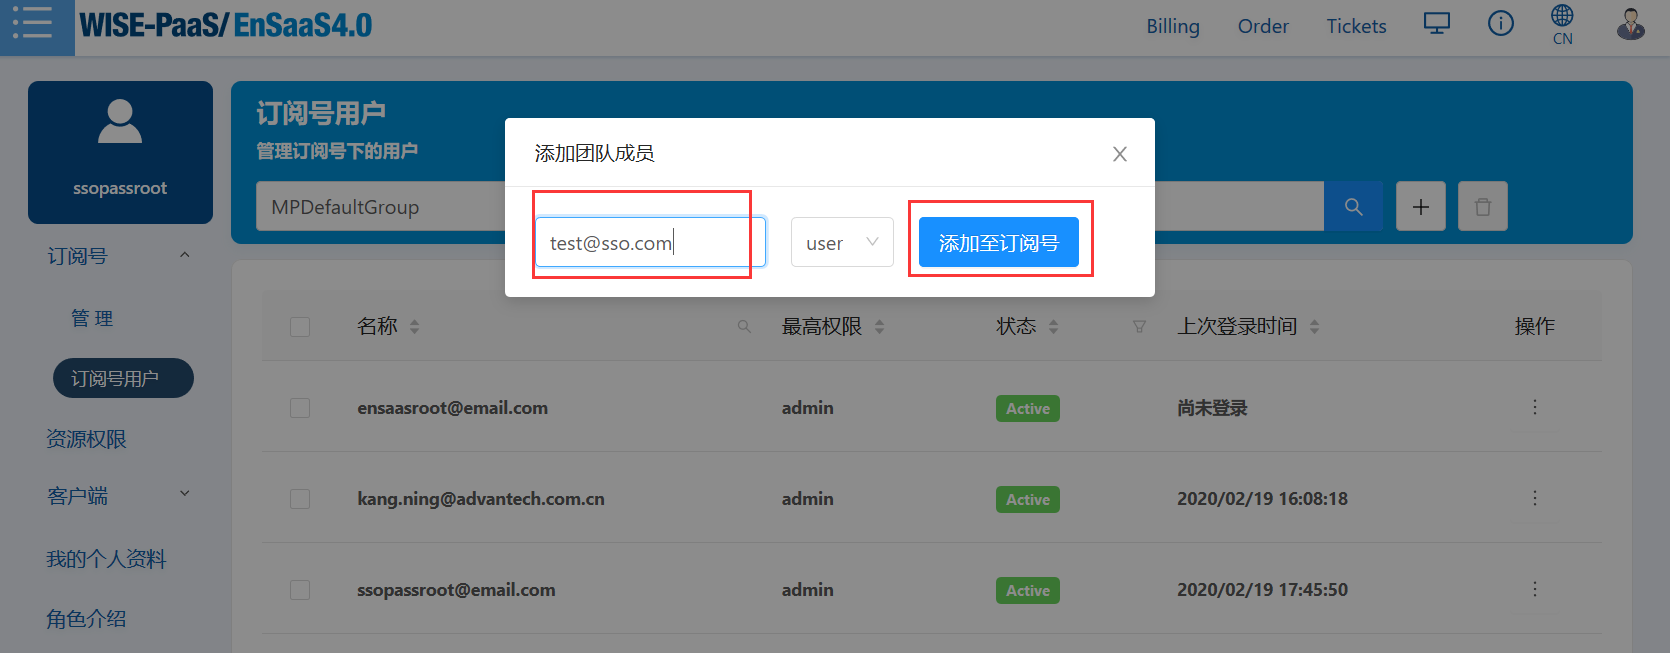 WISE-PaaS/ EnSaaS4.0
Billing Order Tickets CN
ssopassroot
订阅号
管 理
订阅号用户
资源权限
客户端
我的个人资料
角色介绍
订阅号用户
管理订阅号下的用户
MPDefaultGroup
添加团队成员
test@sso.com user 添加至订阅号
名称 最高权限 状态 上次登录时间 操作
ensaasroot@email.com admin Active 尚未登录
kang.ning@advantech.com.cn admin Active 2020/02/19 16:08:18
ssopassroot@email.com admin Active 2020/02/19 17:45:50